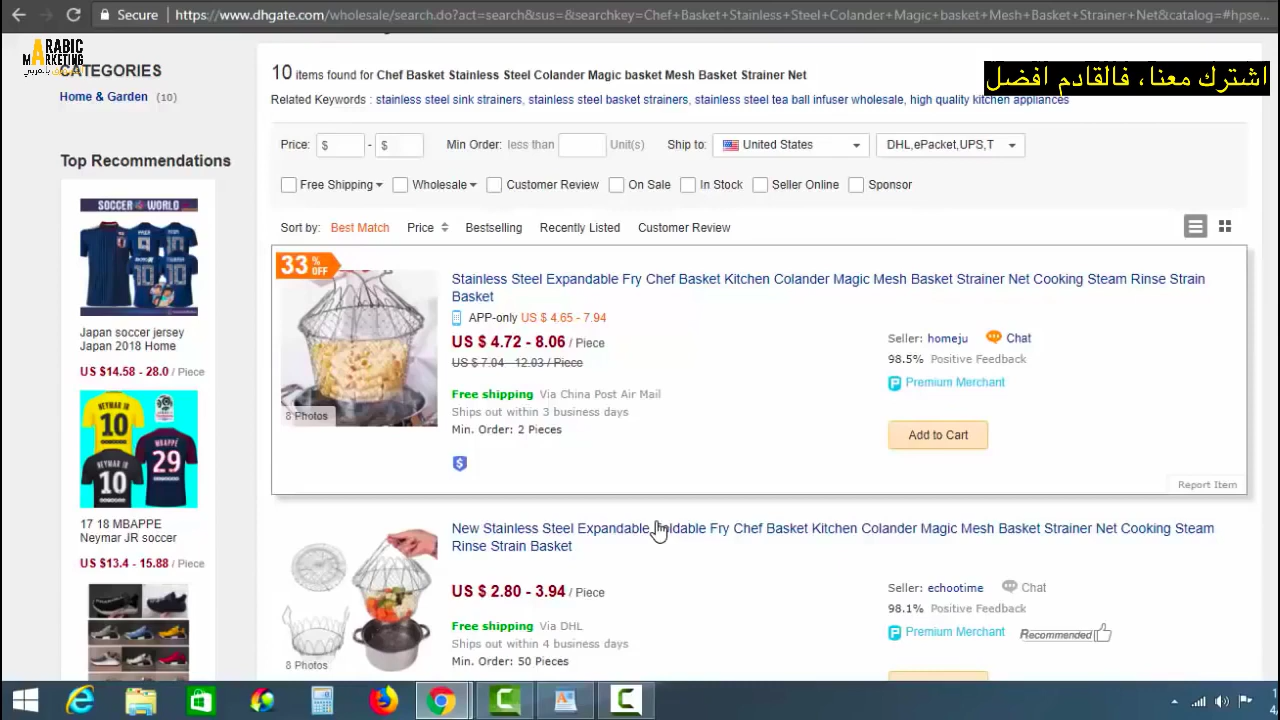 Secure
https://www.dhgate.com/wholesale/search.do?act=search&sus=&searchkey=Chef+Basket+Stainless+Steel+Colander+Magic+basket+Mesh+Basket+Strainer+Net&catalog=#hpse...
ARABIC
MARKETING
CATEGORIES
Home & Garden (10)
Top Recommendations
SOCCER WORLD
Japan soccer jersey
Japan 2018 Home
US $14.58 - 28.0 / Piece
17 18 MBAPPE
Neymar JR soccer
US $13.4 - 15.88 / Piece
اشترك معنا، فالقادم افضل
10 items found for Chef Basket Stainless Steel Colander Magic basket Mesh Basket Strainer Net
Related Keywords : stainless steel sink strainers, stainless steel basket strainers, stainless steel tea ball infuser wholesale, high quality kitchen appliances
Price: $ - $ Min Order: less than Unit(s) Ship to: United States DHL,ePacket,UPS,T
Free Shipping Wholesale Customer Review On Sale In Stock Seller Online Sponsor
Sort by: Best Match Price Bestselling Recently Listed Customer Review
33 % OFF
8 Photos
Stainless Steel Expandable Fry Chef Basket Kitchen Colander Magic Mesh Basket Strainer Net Cooking Steam Rinse Strain
Basket
APP-only US $ 4.65 - 7.94
US $ 4.72 - 8.06 / Piece
US $ 7.04 - 12.03 / Piece
Free shipping Via China Post Air Mail
Ships out within 3 business days
Min. Order: 2 Pieces
Seller: homeju Chat
98.5% Positive Feedback
Premium Merchant
Add to Cart
Report Item
New Stainless Steel Expandable Foldable Fry Chef Basket Kitchen Colander Magic Mesh Basket Strainer Net Cooking Steam
Rinse Strain Basket
US $ 2.80 - 3.94 / Piece
Free shipping Via DHL
Ships out within 4 business days
Min. Order: 50 Pieces
8 Photos
Seller: echootime Chat
98.1% Positive Feedback
Premium Merchant Recommended